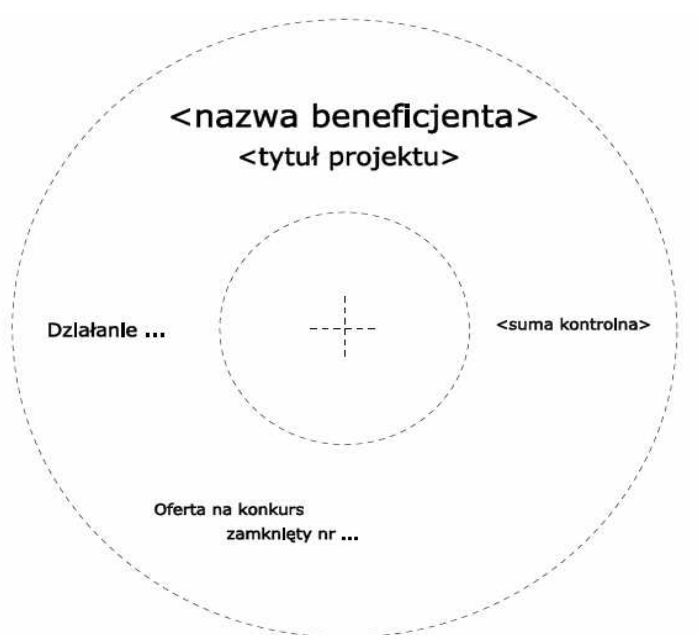 <nazwa beneficjenta>
<tytuł projektu>
Działanie ...
<suma kontrolna>
Oferta na konkurs
zamknięty nr ...